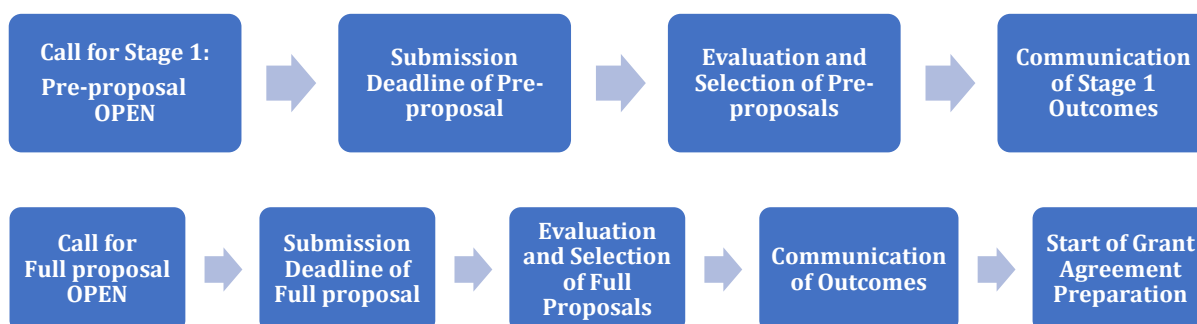 Call for Stage 1:
Pre-proposal
OPEN
Submission
Deadline of Pre-
proposal
Evaluation and
Selection of Pre-
proposals
Communication
of Stage 1
Outcomes
Call for
Full proposal
OPEN
Submission
Deadline of
Full proposal
Evaluation
and Selection
of Full
Proposals
Communication
of Outcomes
Start of Grant
Agreement
Preparation